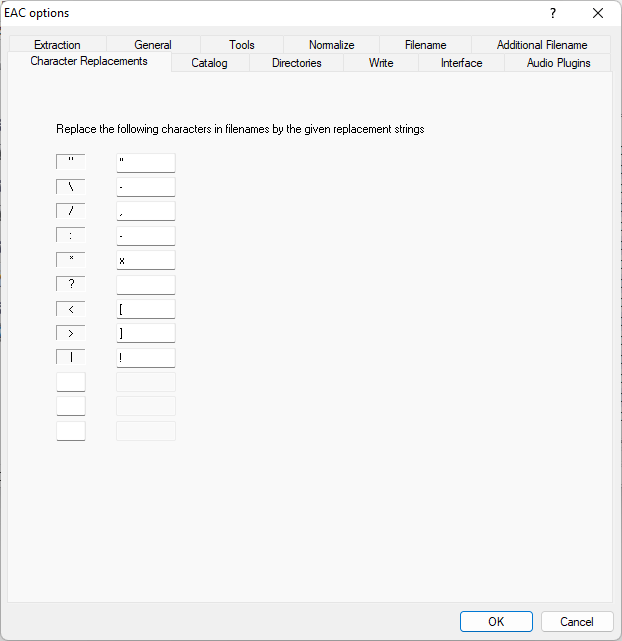 EAC options ?
Extraction General Tools Normalize Filename Additional Filename
Character Replacements Catalog Directories Write Interface Audio Plugins
Replace the following characters in filenames by the given replacement strings
" "
\ -
/ ,
: -
* x
?
< [
> ]
| !
OK Cancel